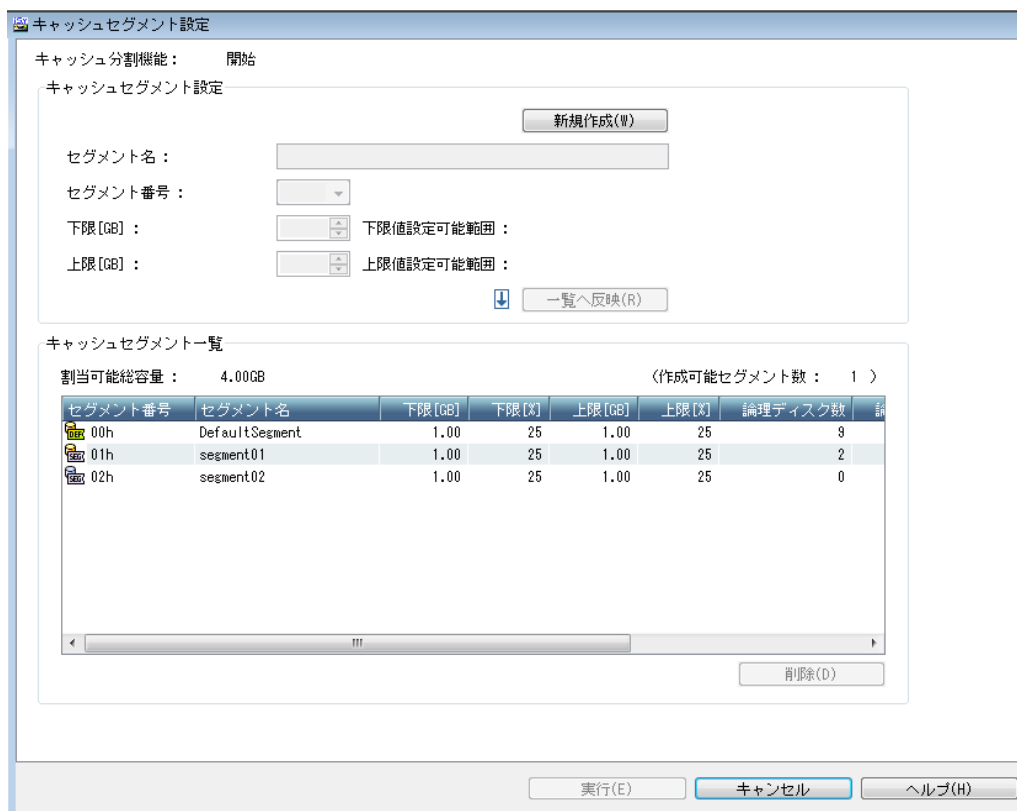 キャッシュセグメント設定
キャッシュ分割機能： 開始
キャッシュセグメント設定
新規作成(W)
セグメント名：
セグメント番号：
下限[GB] : 下限値設定可能範囲：
上限[GB] : 上限値設定可能範囲：
一覧へ反映(R)
キャッシュセグメント一覧
割当可能総容量： 4.00GB (作成可能セグメント数： 1 )
セグメント番号 セグメント名 下限[GB] 下限[%] 上限[GB] 上限[%] 論理ディスク数 論
DEF 00h DefaultSegment 1.00 25 1.00 25 9
SEG 01h segment01 1.00 25 1.00 25 2
SEG 02h segment02 1.00 25 1.00 25 0
削除(D)
実行(E) キャンセル ヘルプ(H)